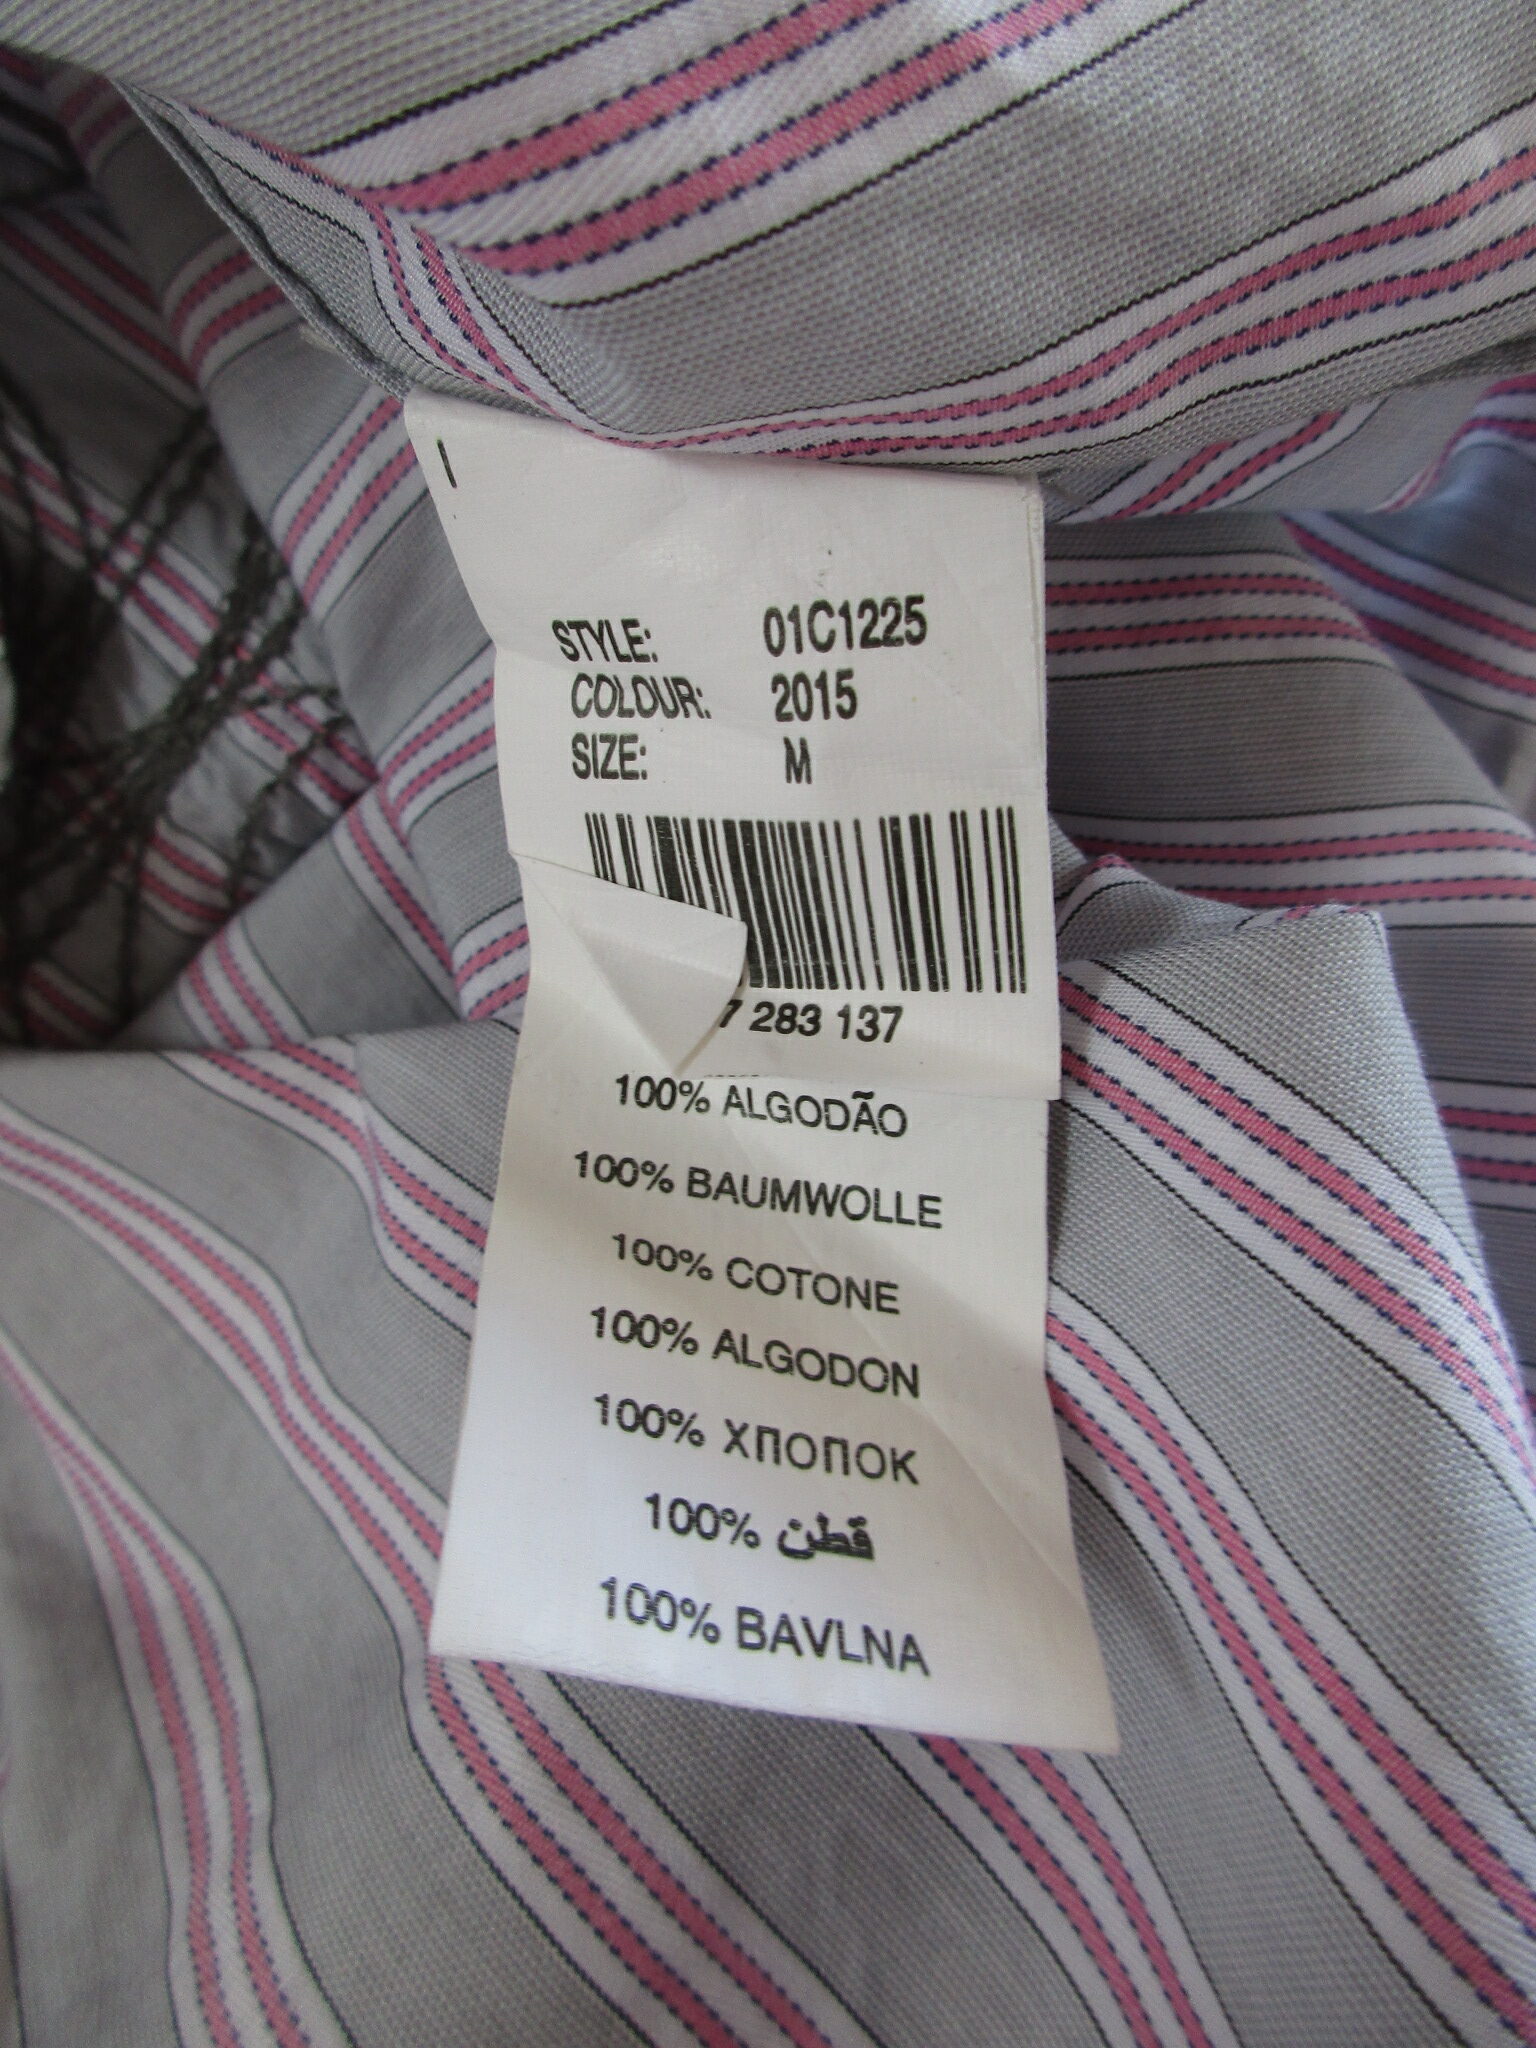 STYLE: 01C1225
COLOUR: 2015
SIZE: M
7 283 137
100% ALGODÃO
100% BAUMWOLLE
100% COTONE
100% ALGODON
100% ХПОПОК
100% قطن
100% BAVLNA